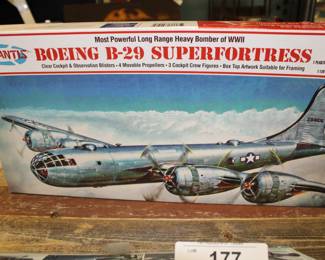 Most Powerful Long Range Heavy Bomber of WWII
BOEING B-29 SUPERFORTRESS
Clear Cockpit & Observation Blisters • 4 Movable Propellers • 3 Cockpit Crew Figures • Box Top Artwork Suitable for Framing
177